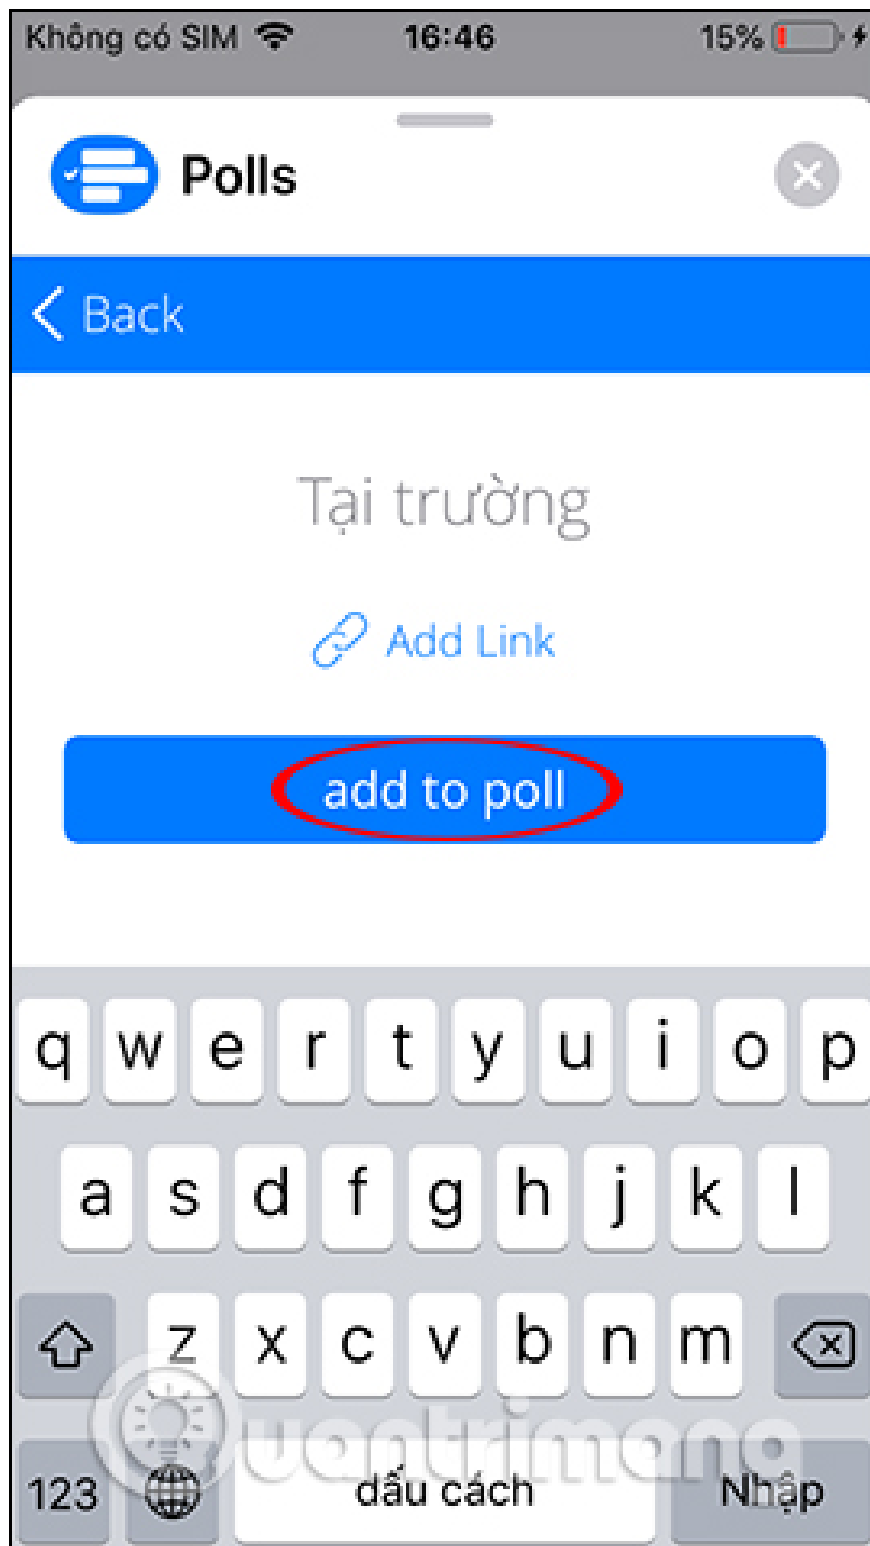 Không có SIM 16:46 15%
Polls
Back
Tại trường
Add Link
add to poll
q w e r t y u i o p
a s d f g h j k l
z x c v b n m
Quantrimang
123 dấu cách Nhập